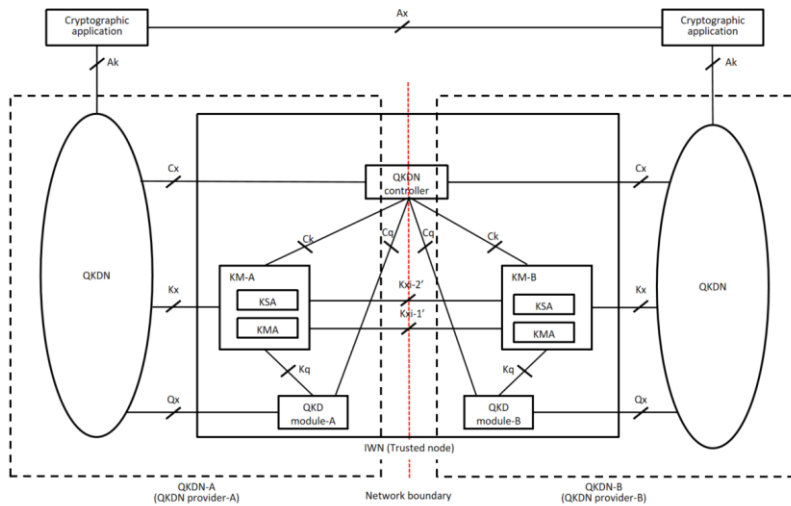 Cryptographic
application
Ax
Cryptographic
application
Ak
Ak
Cx
QKDN
controller
Cx
Ck
Cq
Cq
Ck
QKDN
KM-A
KSA
KMA
Kxi-2’
Kxi-1’
KM-B
KSA
KMA
QKDN
Kx
Kx
Kq
Kq
Qx
QKD
module-A
QKD
module-B
Qx
IWN (Trusted node)
QKDN-A
(QKDN provider-A)
Network boundary
QKDN-B
(QKDN provider-B)